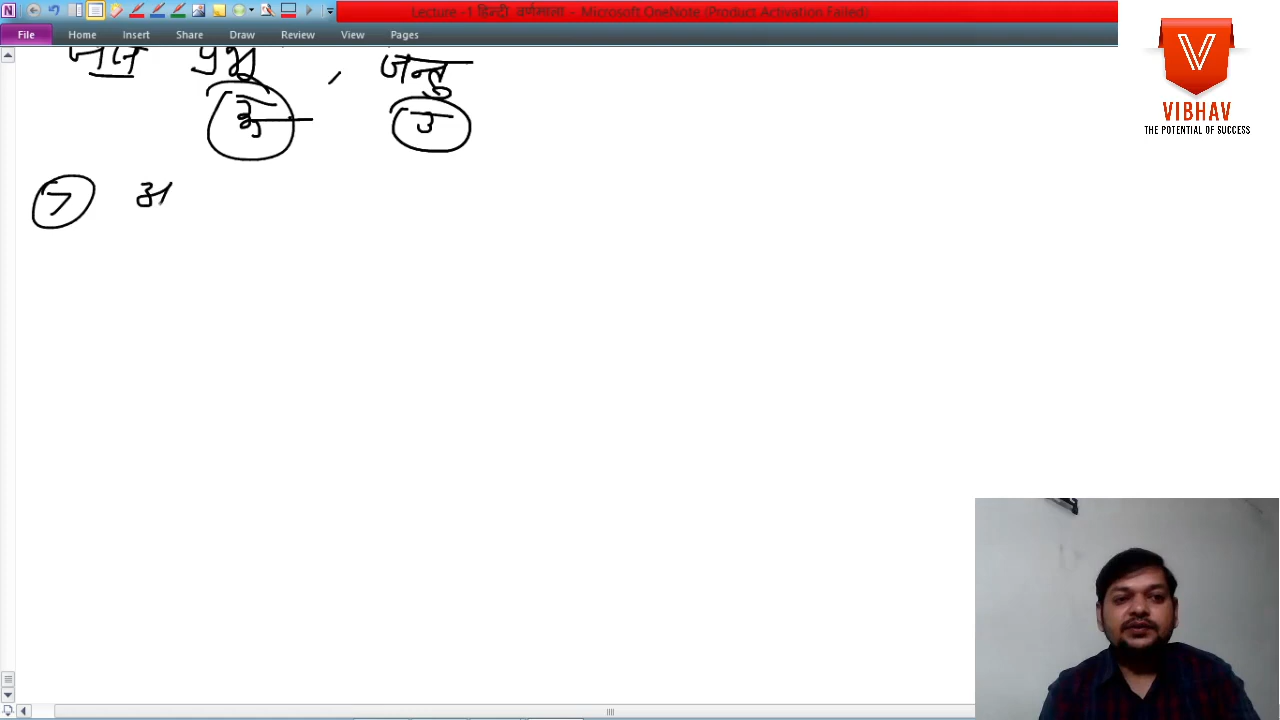 Lecture -1 हिन्दी वर्णमाला – Microsoft OneNote (Product Activation Failed)
File Home Insert Share Draw Review View Pages
VIBHAV
THE POTENTIAL OF SUCCESS
, जन्तु
उ
7 अ